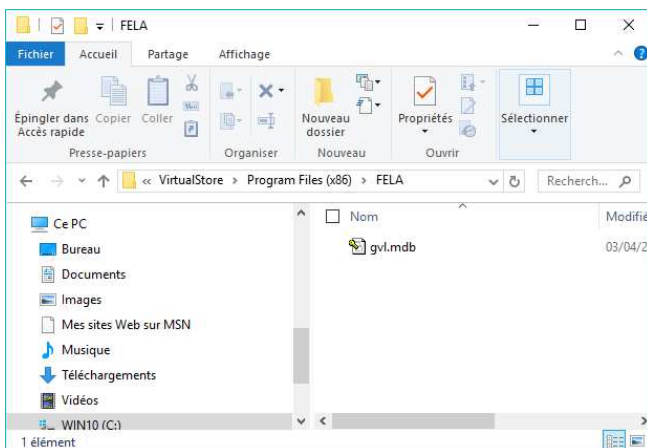 FELA
Fichier Accueil Partage Affichage
Épingler dans Accès rapide
Copier
Coller
Nouveau dossier
Propriétés
Sélectionner
Presse-papiers Organiser Nouveau Ouvrir
« VirtualStore > Program Files (x86) > FELA Recherch...
Ce PC
Bureau
Documents
Images
Mes sites Web sur MSN
Musique
Téléchargements
Vidéos
WIN10 (C:)
Nom Modifié
gvl.mdb 03/04/2
1 élément